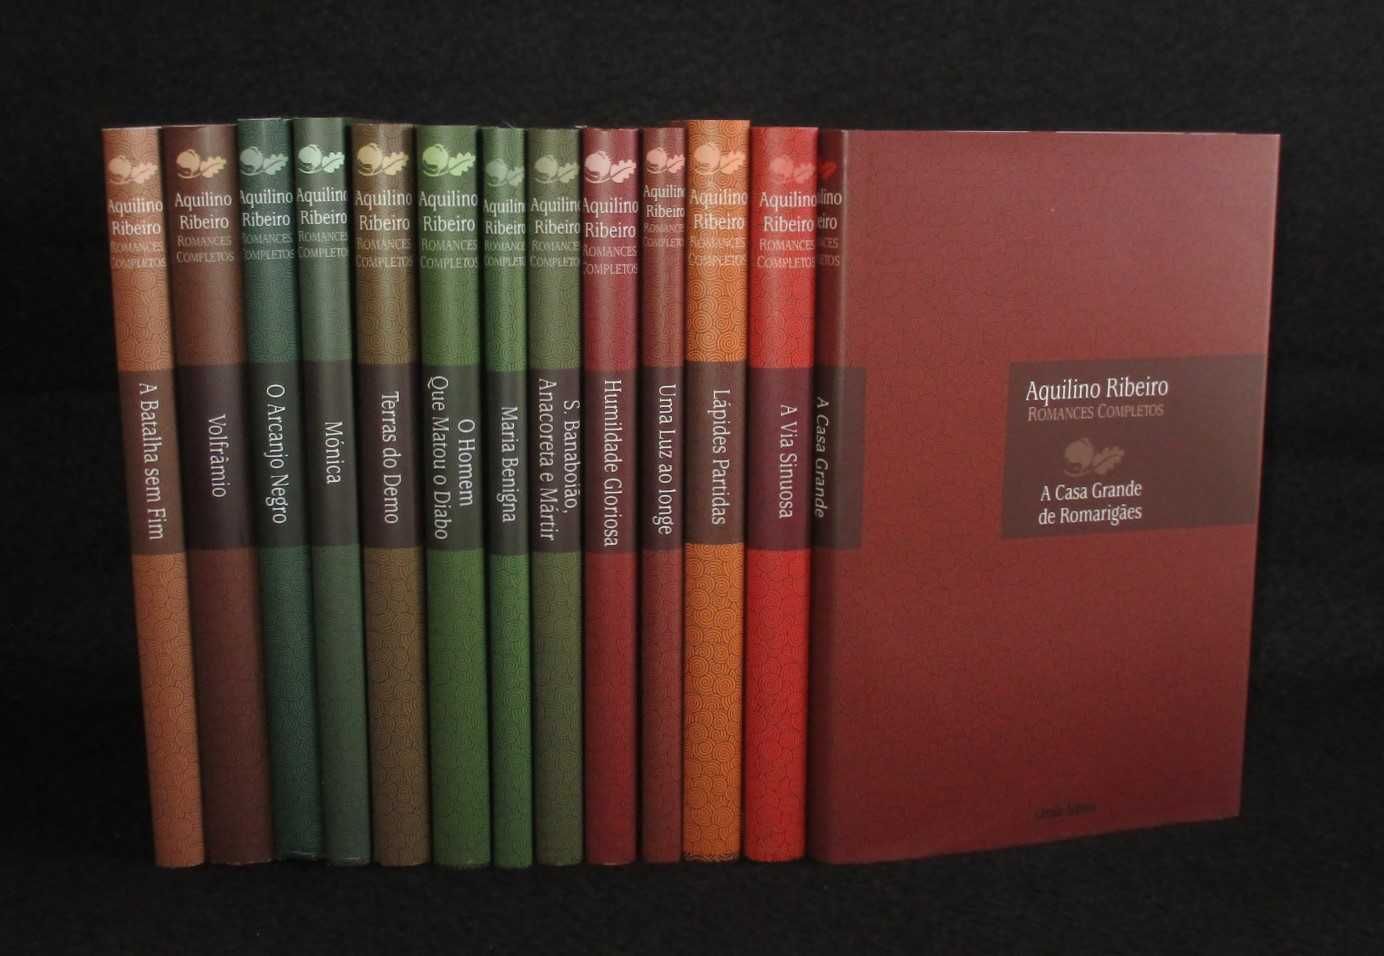 Aquilino
Ribeiro
ROMANCES
COMPLETOS
A Batalha sem Fim
Aquilino
Ribeiro
ROMANCES
COMPLETOS
Volfrâmio
Aquilino
Ribeiro
ROMANCES
COMPLETOS
O Arcanjo Negro
Aquilino
Ribeiro
ROMANCES
COMPLETOS
Mónica
Aquilino
Ribeiro
ROMANCES
COMPLETOS
Terras do Demo
Aquilino
Ribeiro
ROMANCES
COMPLETOS
O Homem
Que Matou o Diabo
Aquilino
Ribeiro
ROMANCES
COMPLETOS
Maria Benigna
Aquilino
Ribeiro
ROMANCES
COMPLETOS
S. Banaboião,
Anacoreta e Mártir
Aquilino
Ribeiro
ROMANCES
COMPLETOS
Humildade Gloriosa
Aquilino
Ribeiro
ROMANCES
COMPLETOS
Uma Luz ao longe
Aquilino
Ribeiro
ROMANCES
COMPLETOS
Lápides Partidas
Aquilino
Ribeiro
ROMANCES
COMPLETOS
A Via Sinuosa
A Casa Grande
Aquilino Ribeiro
ROMANCES COMPLETOS
A Casa Grande
de Romarigães